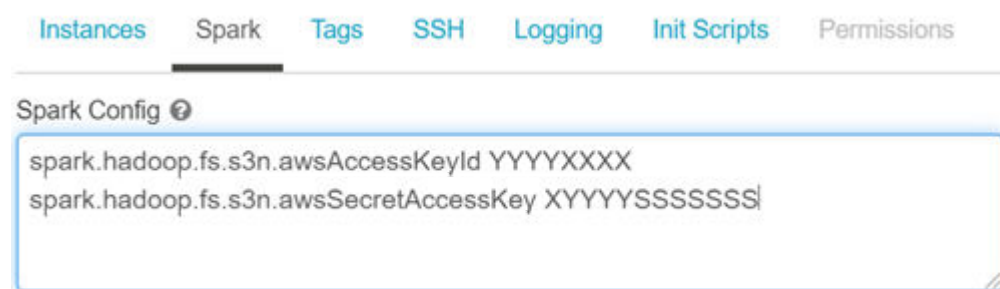 Instances Spark Tags SSH Logging Init Scripts Permissions
Spark Config
spark.hadoop.fs.s3n.awsAccessKeyId YYYYXXXX
spark.hadoop.fs.s3n.awsSecretAccessKey XYYYYSSSSSSS